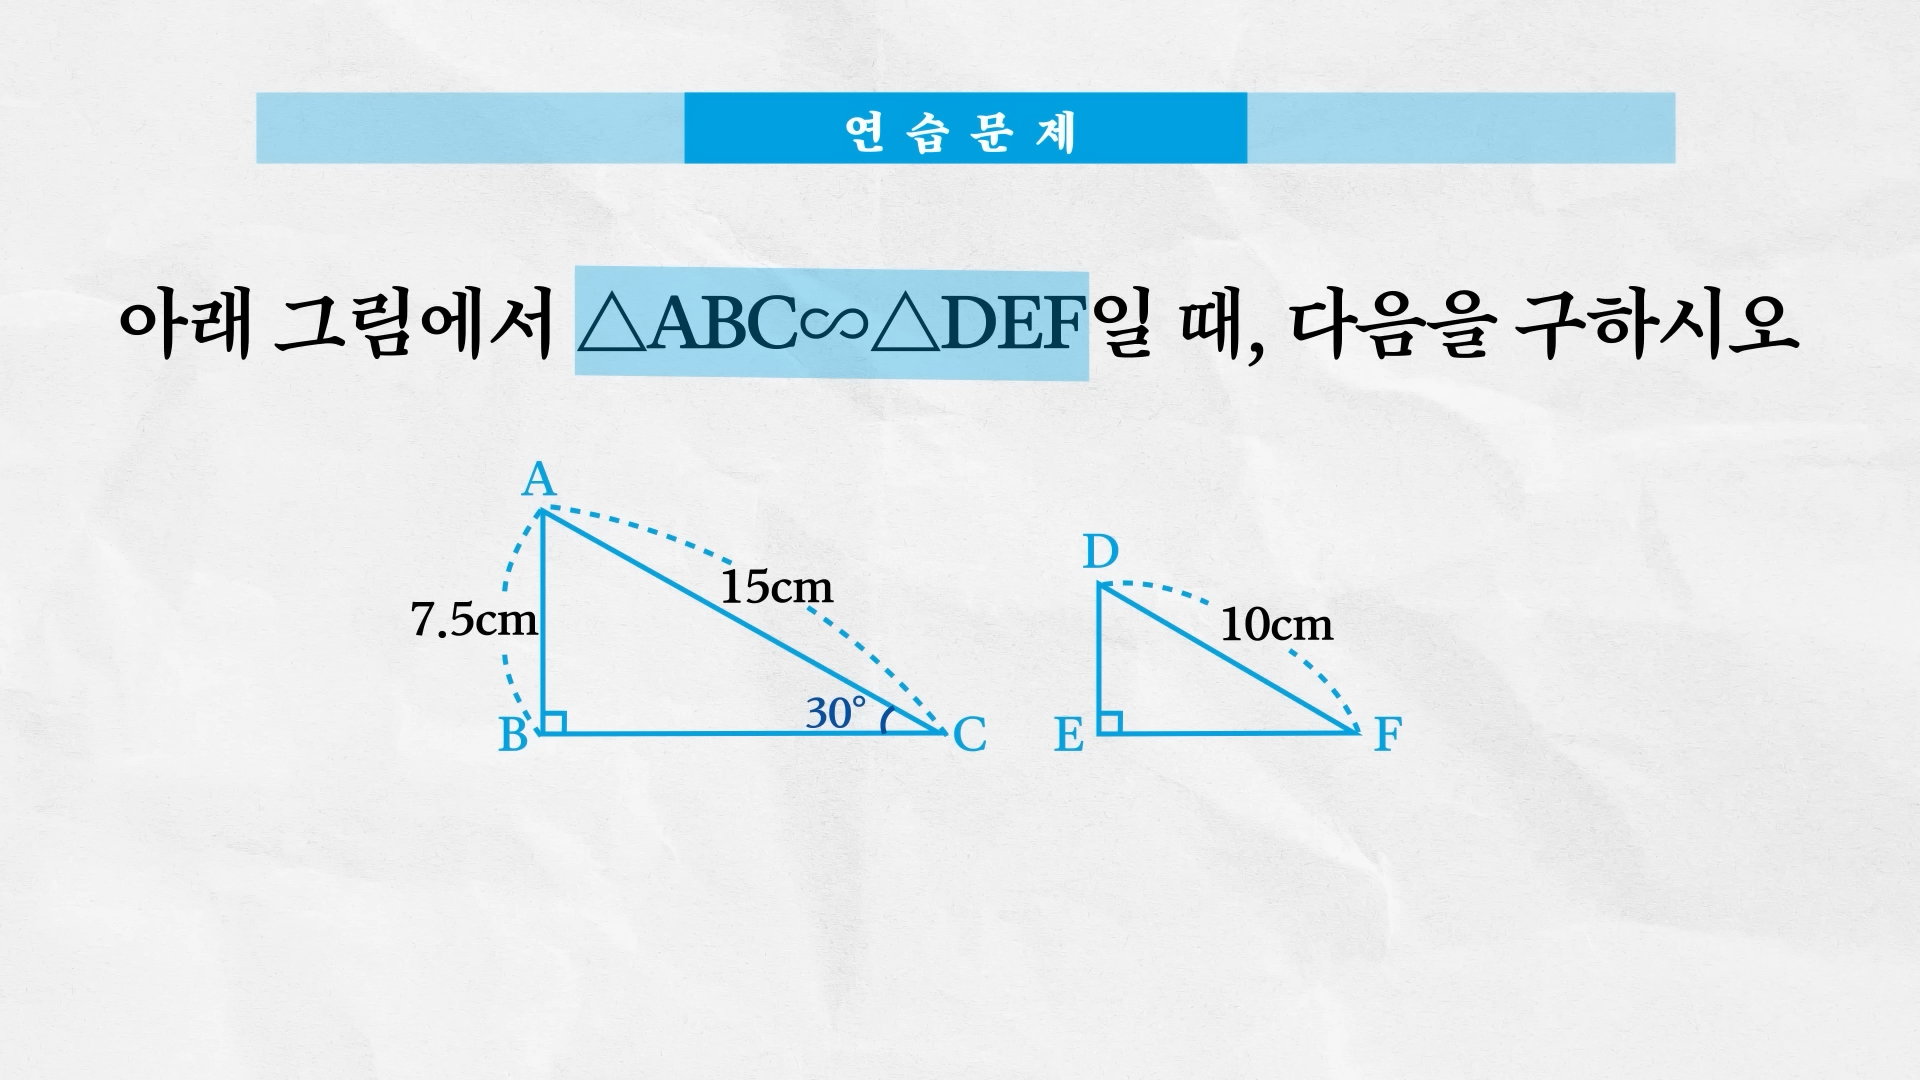 연습문제
아래 그림에서 △ABC∽△DEF일 때, 다음을 구하시오
A
D
15cm
7.5cm
10cm
30°
B
C
E
F